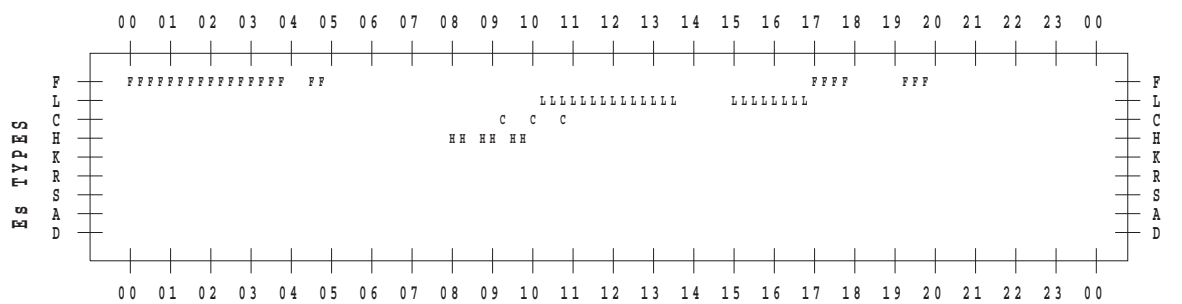 00 01 02 03 04 05 06 07 08 09 10 11 12 13 14 15 16 17 18 19 20 21 22 23 00
F FFFFFFFFFFFFFFFF FF FFFF FFF F
L LLLLLLLLLLLLLL LLLLLLLL L
C C C C C
H HH HH HH H
K K
R R
S S
A A
D D
Es TYPES
00 01 02 03 04 05 06 07 08 09 10 11 12 13 14 15 16 17 18 19 20 21 22 23 00